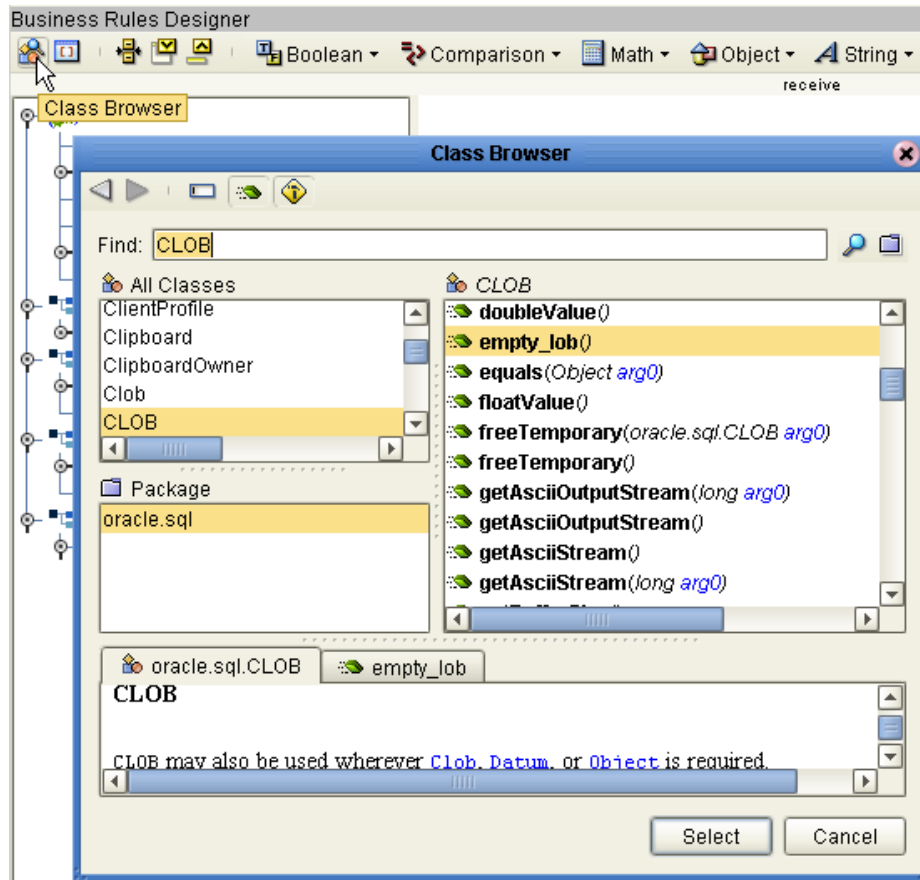 Business Rules Designer
Boolean Comparison Math Object String
receive
Class Browser
Class Browser
Find: CLOB
All Classes
ClientProfile
Clipboard
ClipboardOwner
Clob
CLOB
Package
oracle.sql
CLOB
doubleValue()
empty_lob()
equals(Object arg0)
floatValue()
freeTemporary(oracle.sql.CLOB arg0)
freeTemporary()
getAsciiOutputStream(long arg0)
getAsciiOutputStream()
getAsciiStream()
getAsciiStream(long arg0)
oracle.sql.CLOB empty_lob
CLOB
CLOB may also be used wherever Clob, Datum, or Object is required.
Select Cancel